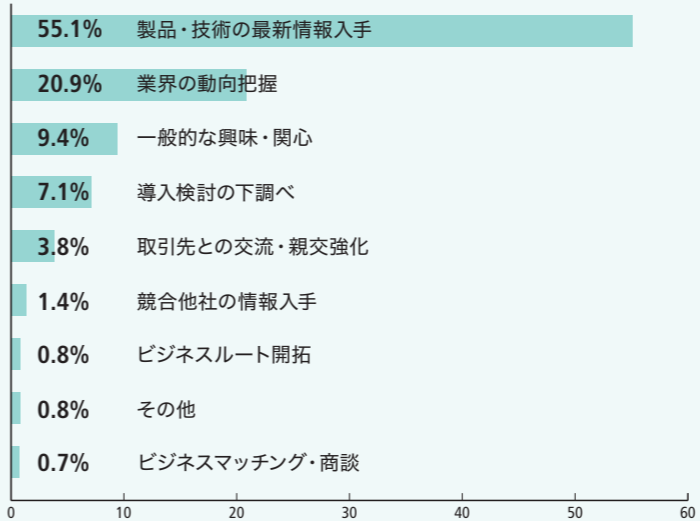 55.1% 製品・技術の最新情報入手
20.9% 業界の動向把握
9.4% 一般的な興味・関心
7.1% 導入検討の下調べ
3.8% 取引先との交流・親交強化
1.4% 競合他社の情報入手
0.8% ビジネスルート開拓
0.8% その他
0.7% ビジネスマッチング・商談
0 10 20 30 40 50 60